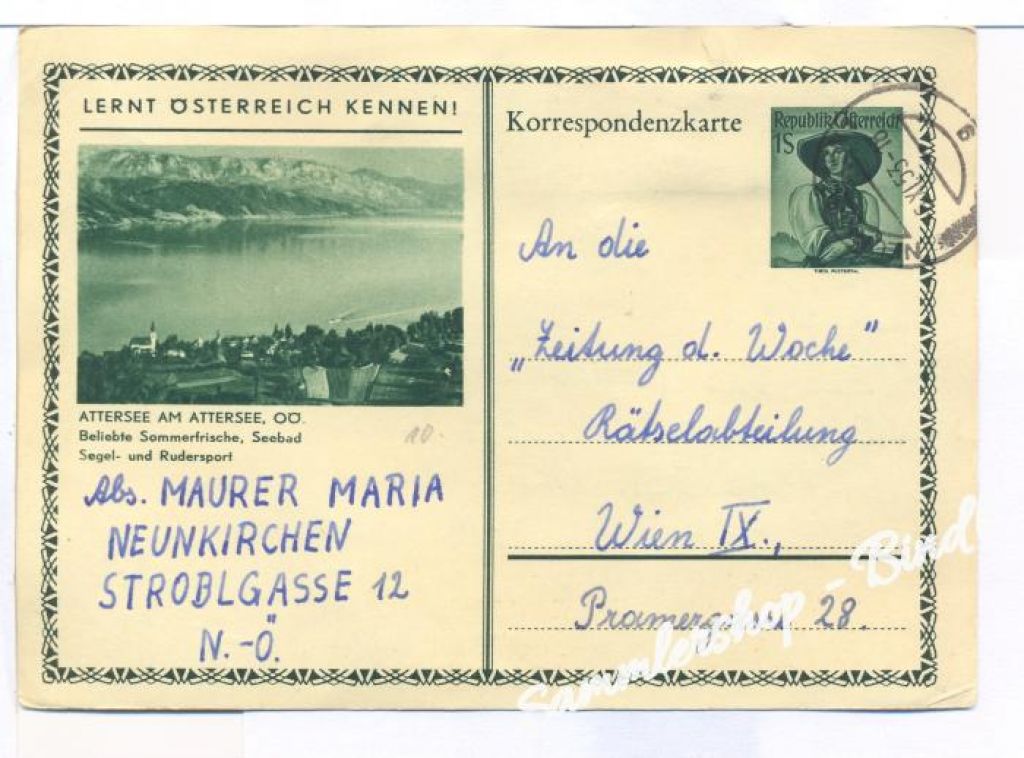 LERNT ÖSTERREICH KENNEN!
ATTERSEE AM ATTERSEE, OÖ.
Beliebte Sommerfrische, Seebad
Segel- und Rudersport
Abs. MAURER MARIA
NEUNKIRCHEN
STROBLGASSE 12
N.-Ö.
Korrespondenzkarte
Republik Österreich
1S
An die
„Zeitung d. Woche"
Rätselabteilung
Wien IX.,
28.
Sammlershop - Bindl